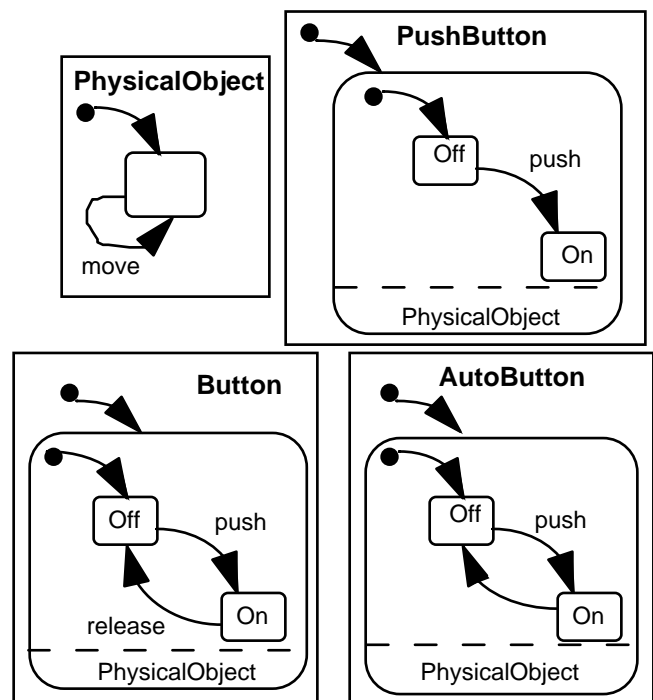 PhysicalObject
move
PushButton
Off
push
On
PhysicalObject
Button
Off
push
On
release
PhysicalObject
AutoButton
Off
push
On
PhysicalObject